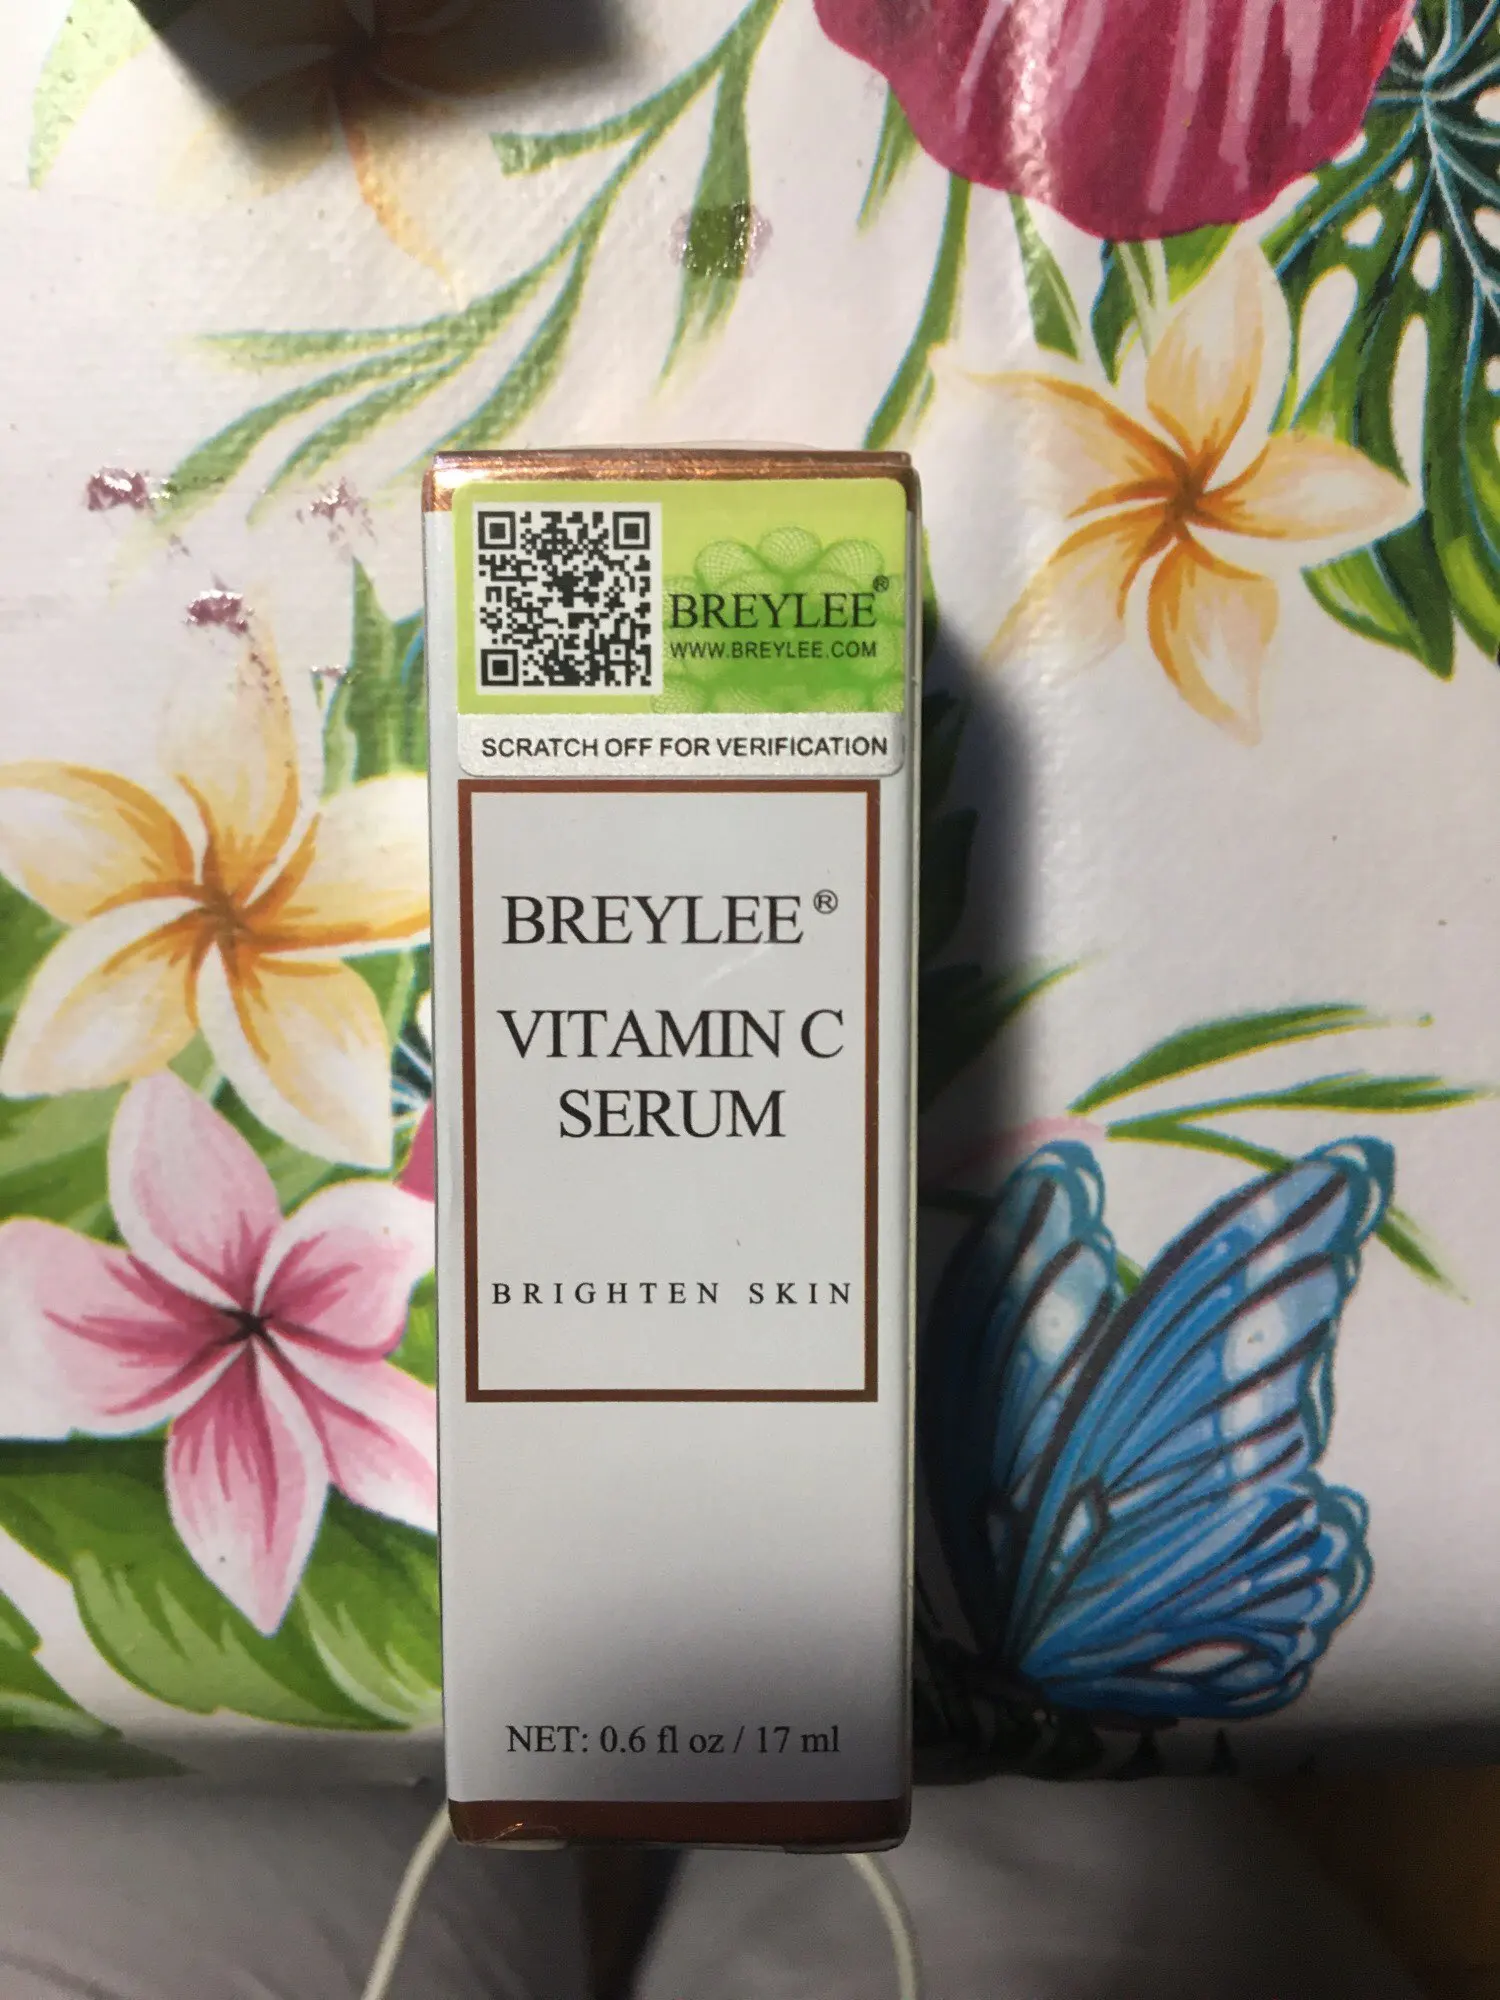 BREYLEE®
WWW.BREYLEE.COM
SCRATCH OFF FOR VERIFICATION
BREYLEE®
VITAMIN C
SERUM
BRIGHTEN SKIN
NET: 0.6 fl oz / 17 ml